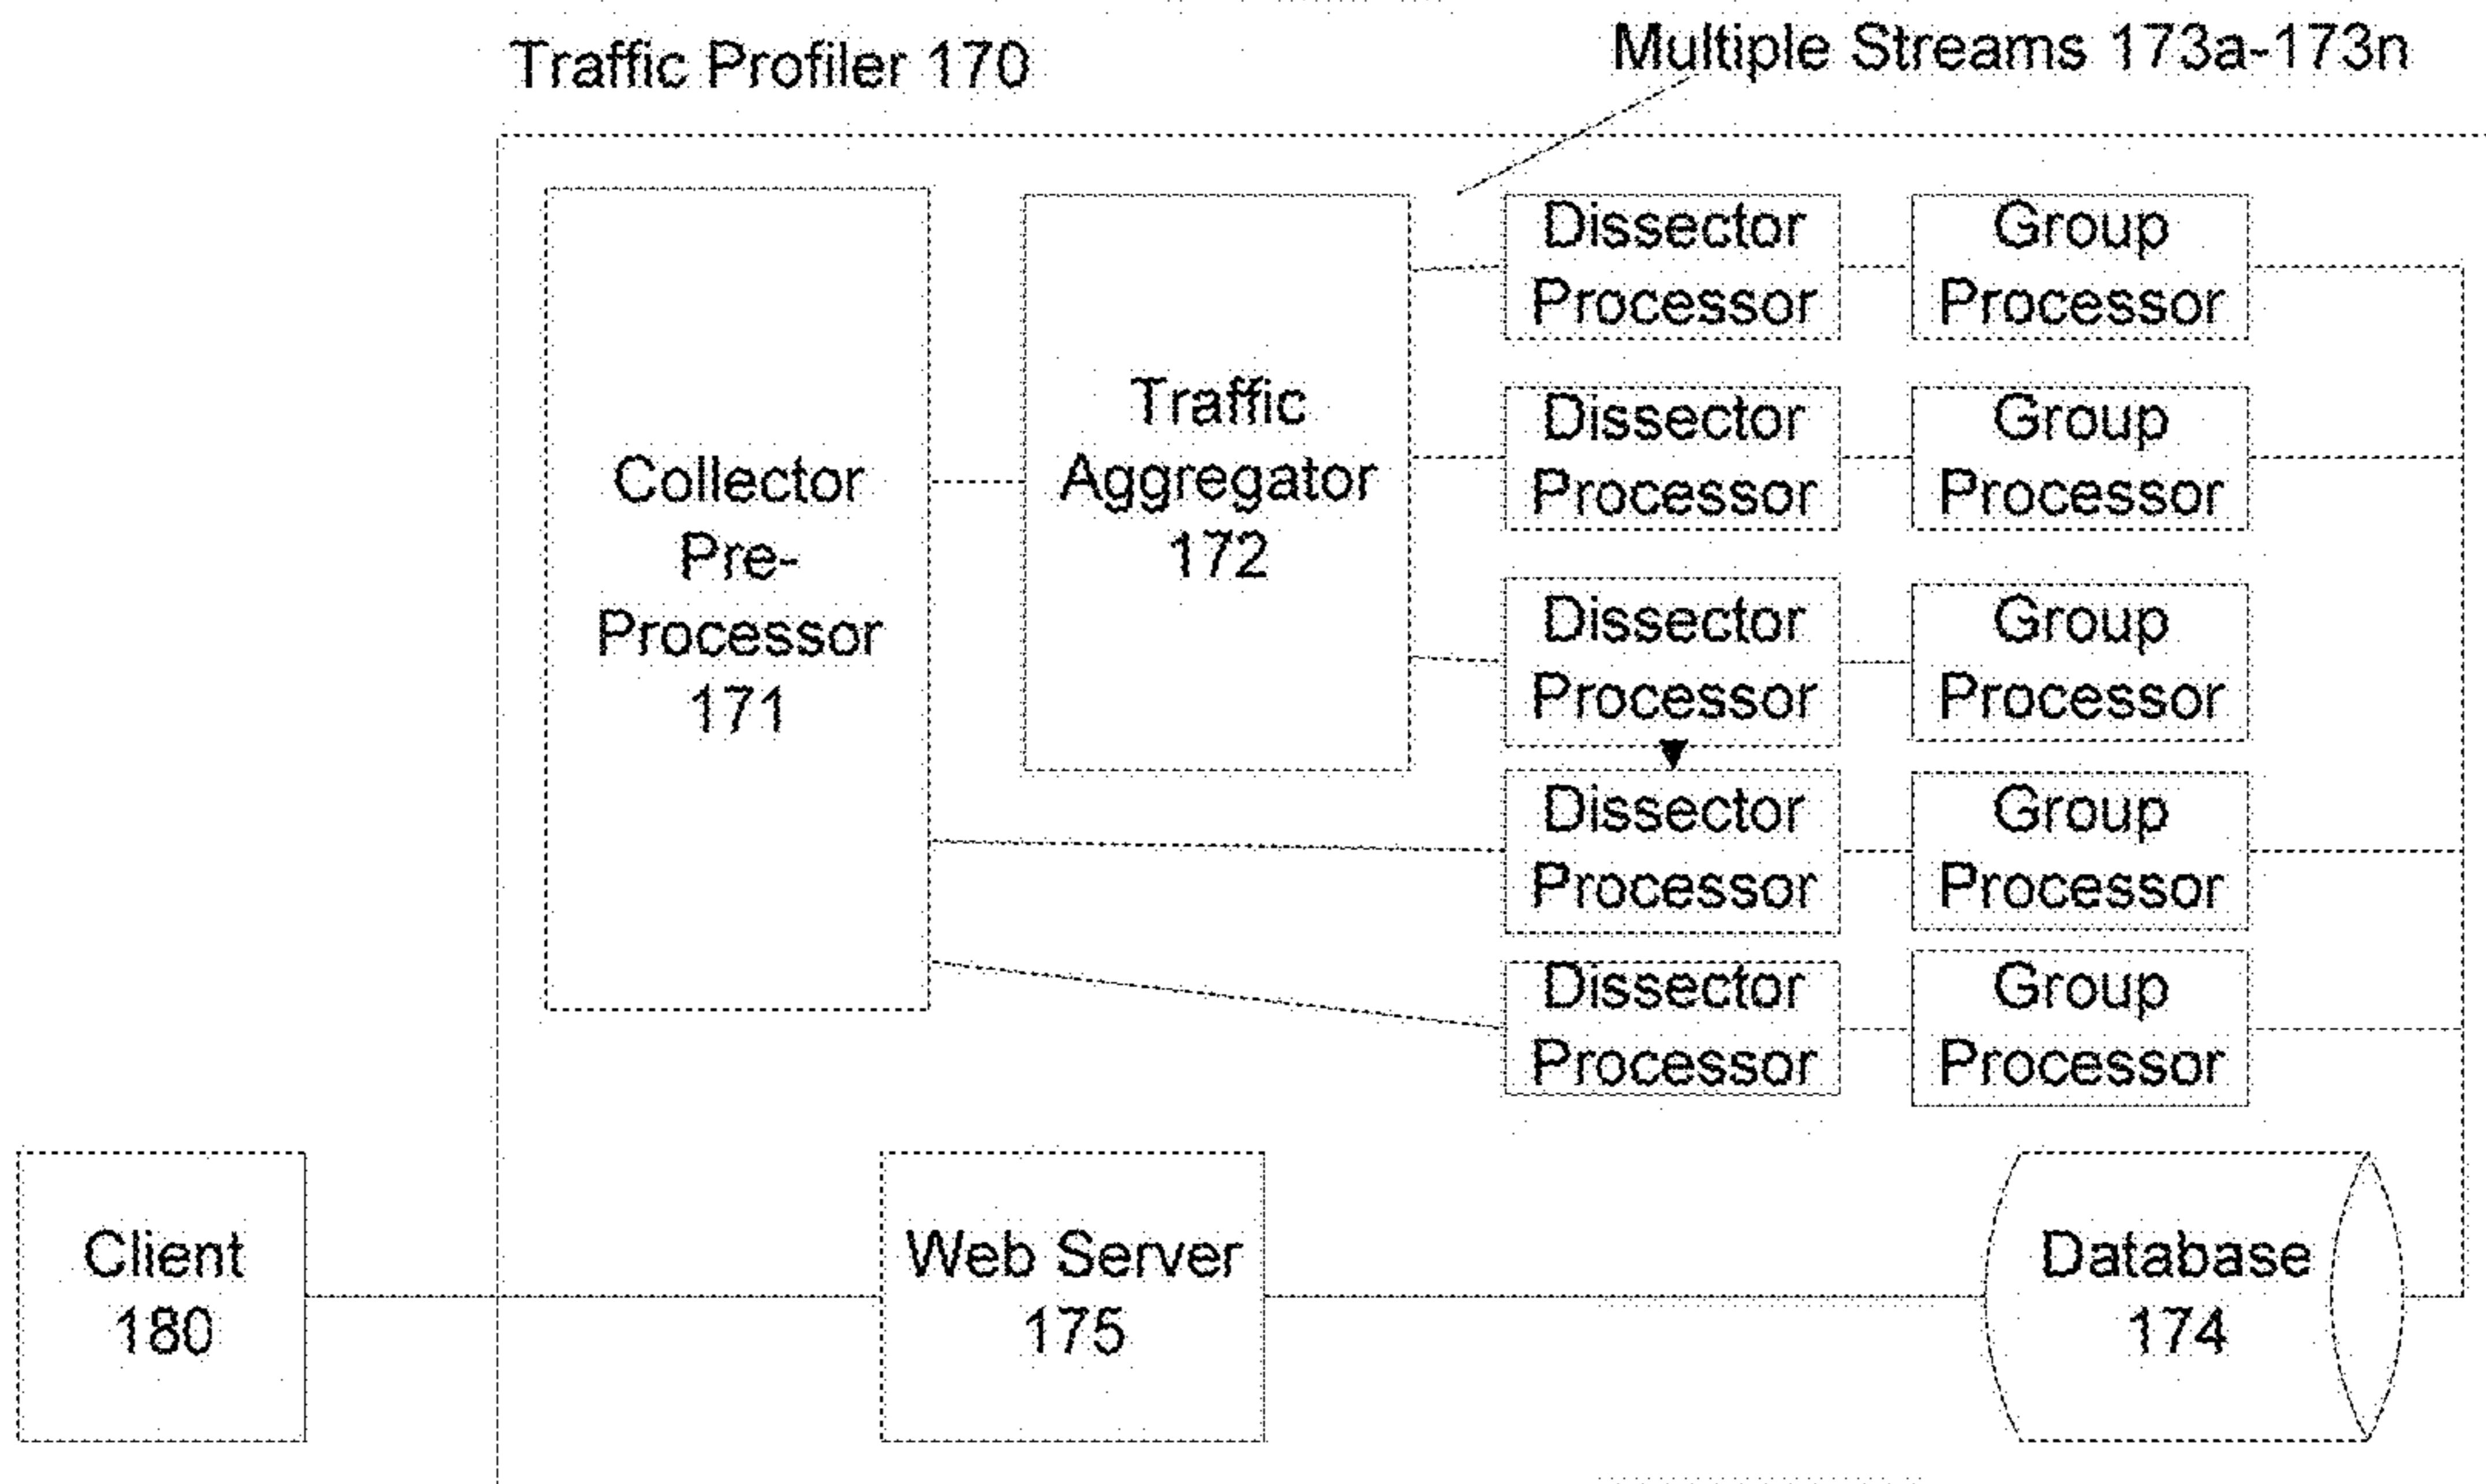 Traffic Profiler 170
Multiple Streams 173a-173n
Collector
Pre-
Processor
171
Traffic
Aggregator
172
Dissector
Processor
Group
Processor
Dissector
Processor
Group
Processor
Dissector
Processor
Group
Processor
Dissector
Processor
Group
Processor
Dissector
Processor
Group
Processor
Client
180
Web Server
175
Database
174